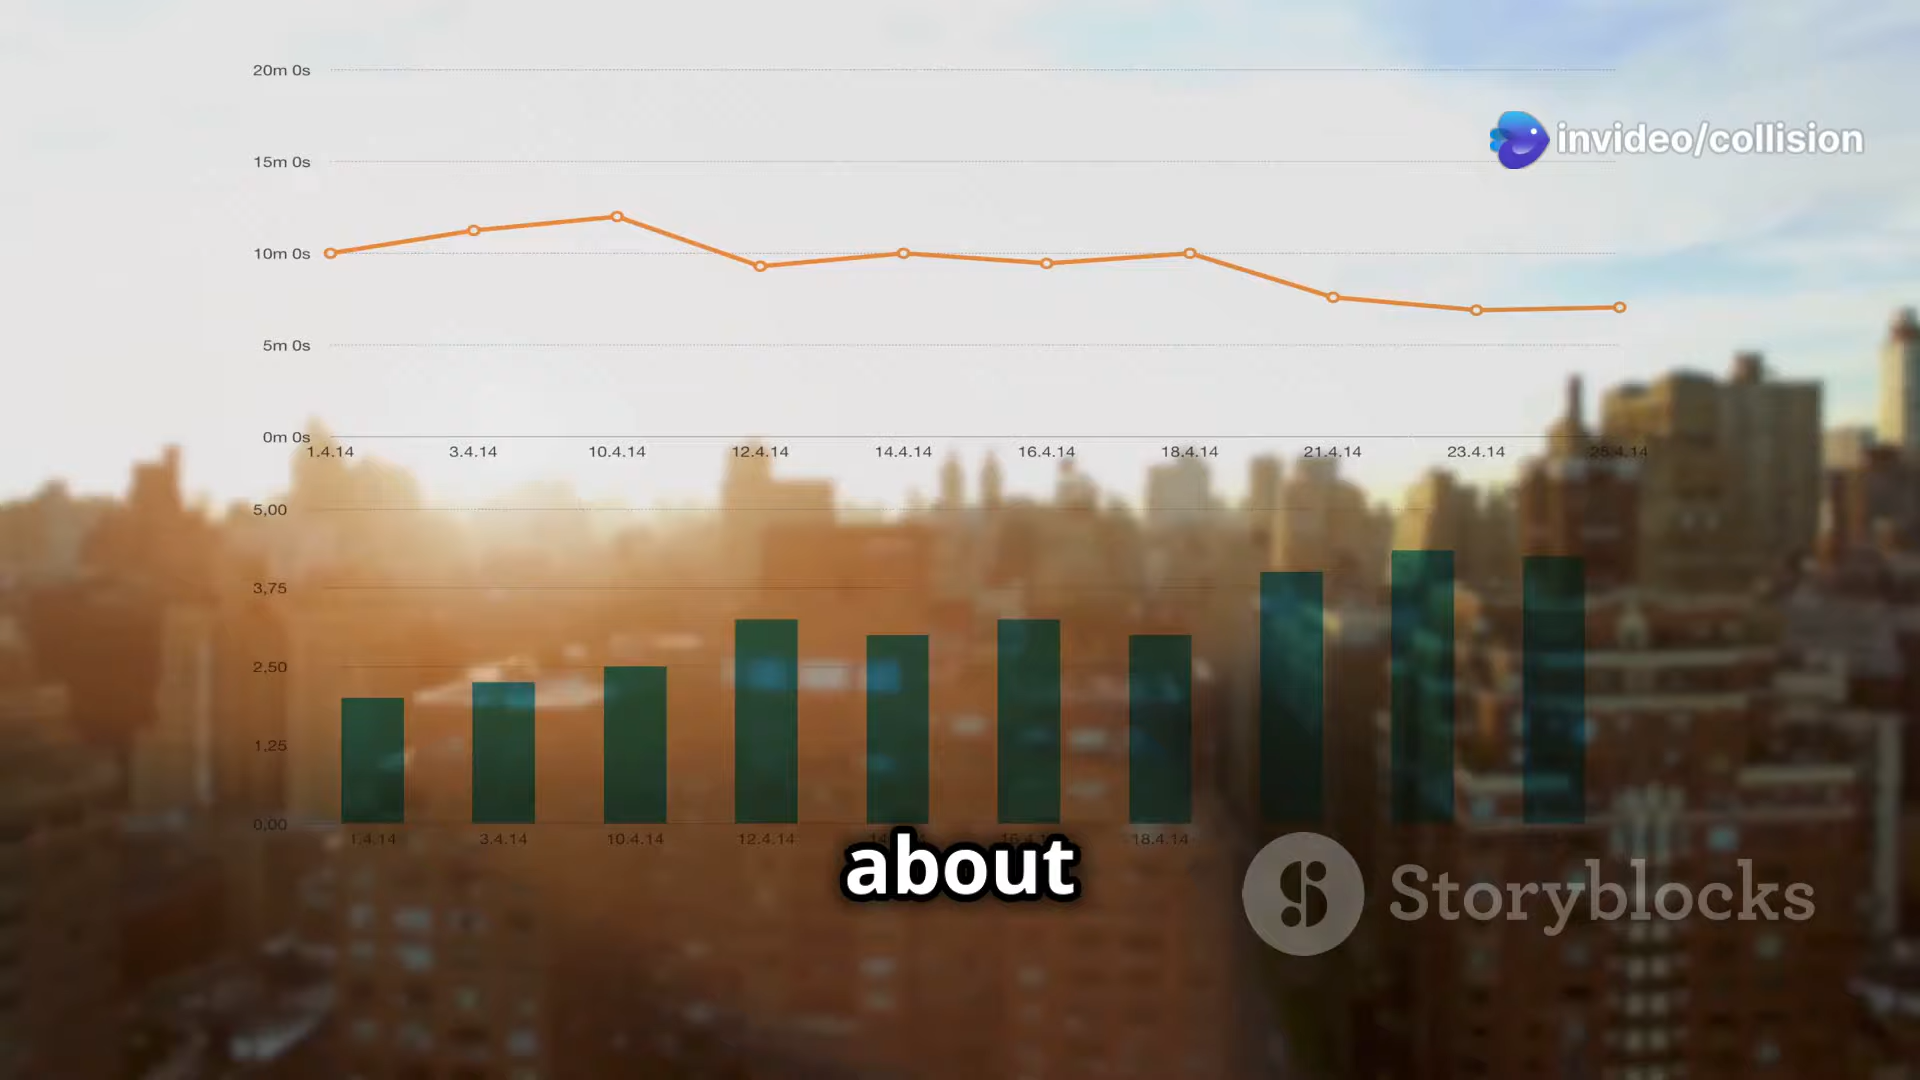 20m 0s
invideo/collision
15m 0s
10m 0s
5m 0s
0m 0s
1.4.14 3.4.14 10.4.14 12.4.14 14.4.14 16.4.14 18.4.14 21.4.14 23.4.14 25.4.14
5,00
3,75
2,50
1,25
0,00
1.4.14 3.4.14 10.4.14 12.4.14 18.4.14
about
Storyblocks